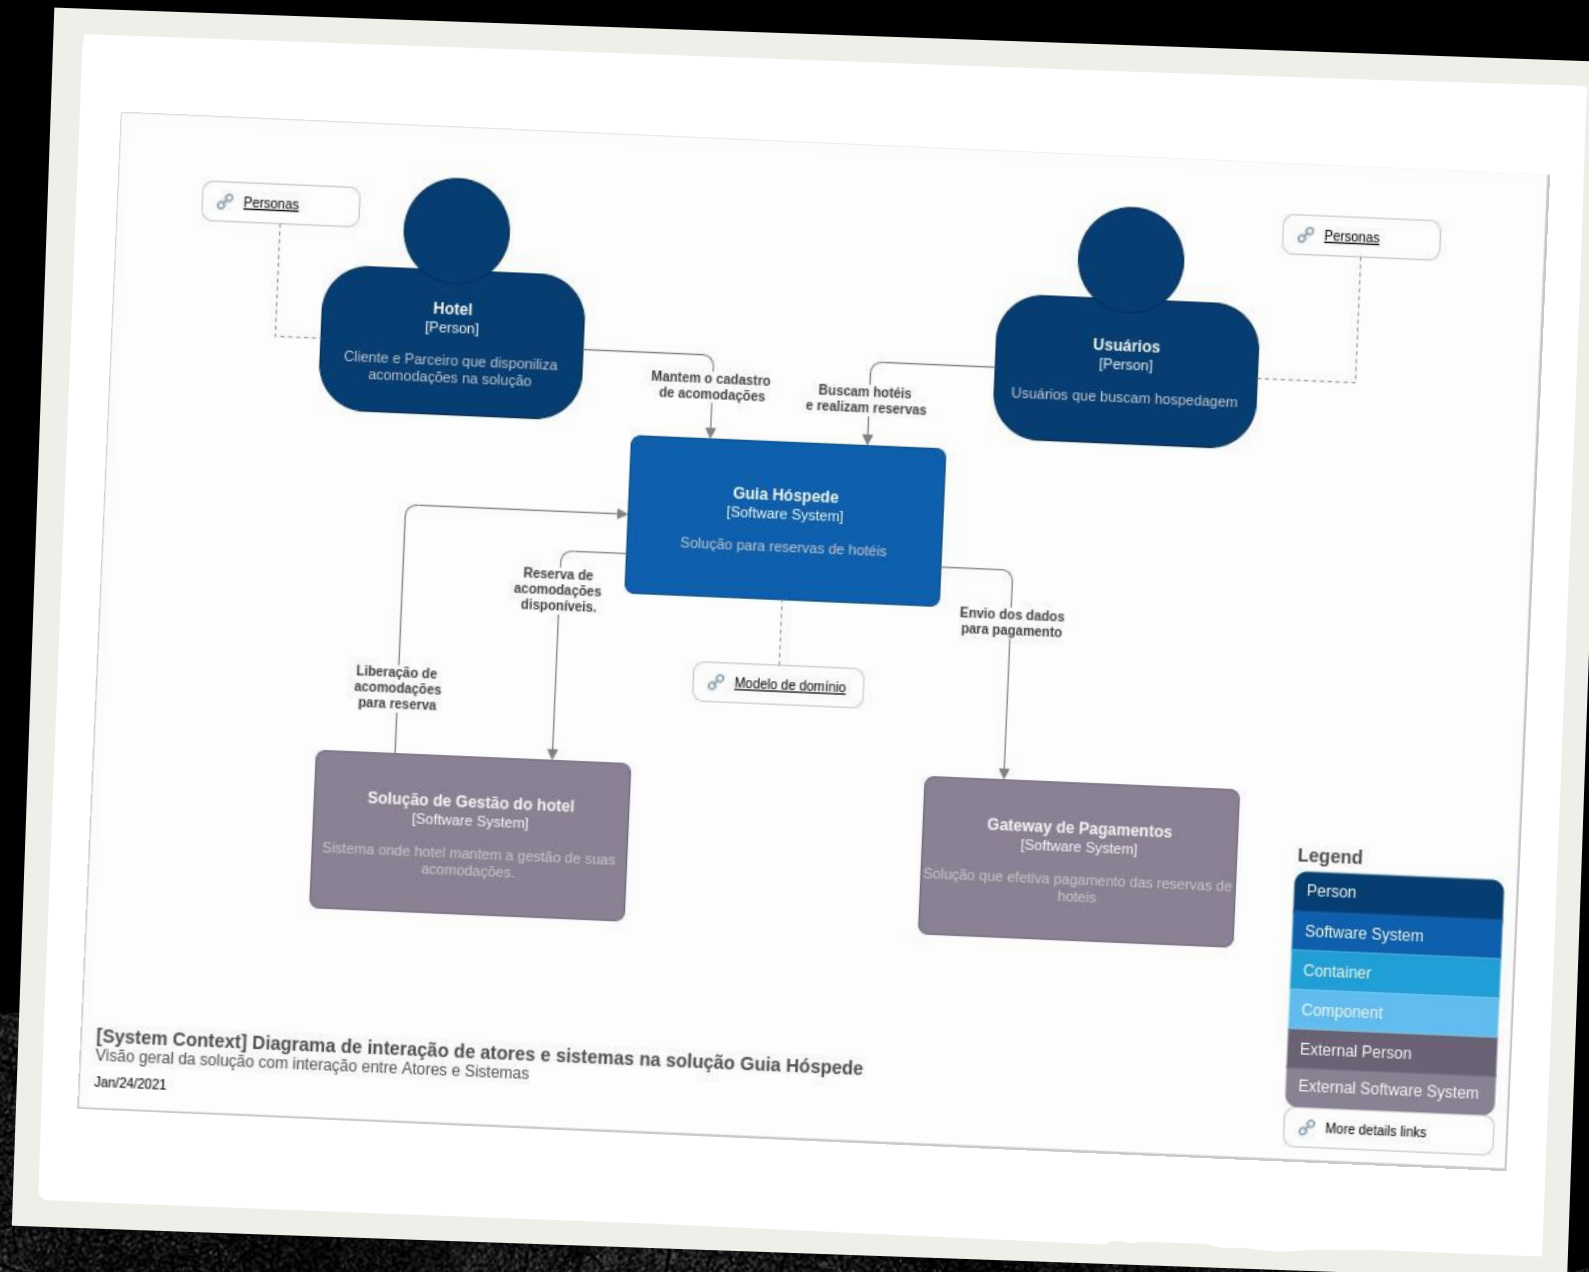 Personas
Hotel
[Person]
Cliente e Parceiro que disponiliza
acomodações na solução
Personas
Usuários
[Person]
Usuários que buscam hospedagem
Mantem o cadastro
de acomodações
Buscam hotéis
e realizam reservas
Guia Hóspede
[Software System]
Solução para reservas de hotéis
Reserva de
acomodações
disponíveis.
Envio dos dados
para pagamento
Liberação de
acomodações
para reserva
Modelo de domínio
Solução de Gestão do hotel
[Software System]
Sistema onde hotel mantem a gestão de suas
acomodações.
Gateway de Pagamentos
[Software System]
Solução que efetiva pagamento das reservas de
hoteis
Legend
Person
Software System
Container
Component
External Person
External Software System
More details links
[System Context] Diagrama de interação de atores e sistemas na solução Guia Hóspede
Visão geral da solução com interação entre Atores e Sistemas
Jan/24/2021